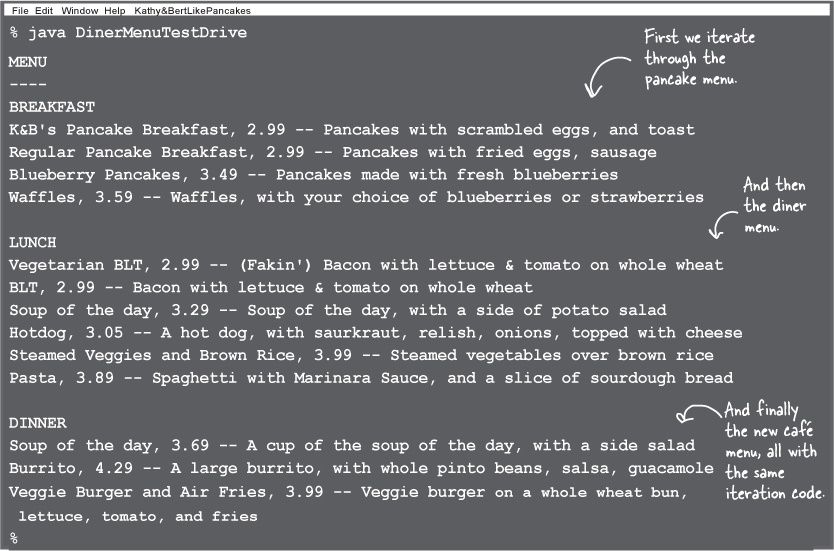 File Edit Window Help Kathy&BertLikePancakes
% java DinerMenuTestDrive
MENU
----
BREAKFAST
K&B's Pancake Breakfast, 2.99 -- Pancakes with scrambled eggs, and toast
Regular Pancake Breakfast, 2.99 -- Pancakes with fried eggs, sausage
Blueberry Pancakes, 3.49 -- Pancakes made with fresh blueberries
Waffles, 3.59 -- Waffles, with your choice of blueberries or strawberries
First we iterate
through the
pancake menu.
LUNCH
Vegetarian BLT, 2.99 -- (Fakin') Bacon with lettuce & tomato on whole wheat
BLT, 2.99 -- Bacon with lettuce & tomato on whole wheat
Soup of the day, 3.29 -- Soup of the day, with a side of potato salad
Hotdog, 3.05 -- A hot dog, with saurkraut, relish, onions, topped with cheese
Steamed Veggies and Brown Rice, 3.99 -- Steamed vegetables over brown rice
Pasta, 3.89 -- Spaghetti with Marinara Sauce, and a slice of sourdough bread
And then
the diner
menu.
DINNER
Soup of the day, 3.69 -- A cup of the soup of the day, with a side salad
Burrito, 4.29 -- A large burrito, with whole pinto beans, salsa, guacamole
Veggie Burger and Air Fries, 3.99 -- Veggie burger on a whole wheat bun,
lettuce, tomato, and fries
%
And finally
the new café
menu, all with
the same
iteration code.